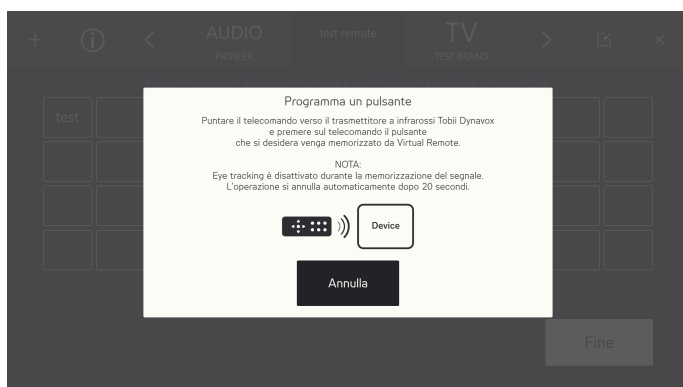 AUDIO
PIONEER
test remote
TV
TEST BRAND
test
Programma un pulsante
Puntare il telecomando verso il trasmettitore a infrarossi Tobii Dynavox
e premere sul telecomando il pulsante
che si desidera venga memorizzato da Virtual Remote.
NOTA:
Eye tracking è disattivato durante la memorizzazione del segnale.
L'operazione si annulla automaticamente dopo 20 secondi.
Device
Annulla
Fine